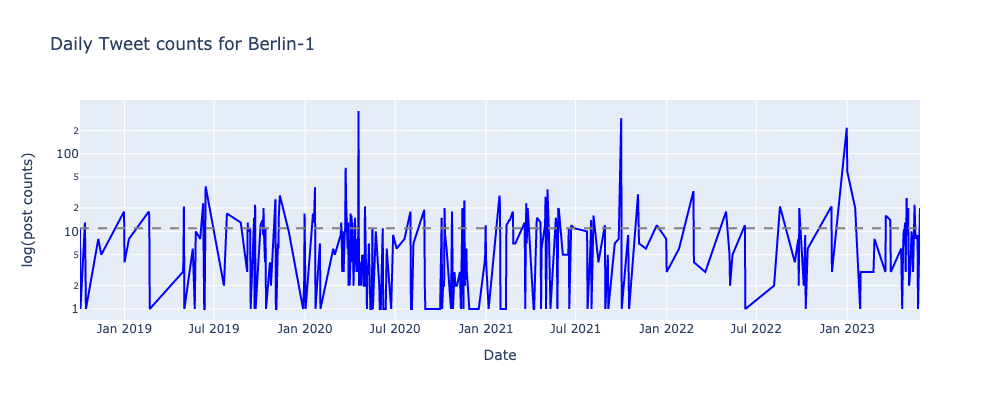 Daily Tweet counts for Berlin-1
log(post counts)
2
100
5
2
10
5
2
1
Jan 2019 Jul 2019 Jan 2020 Jul 2020 Jan 2021 Jul 2021 Jan 2022 Jul 2022 Jan 2023
Date